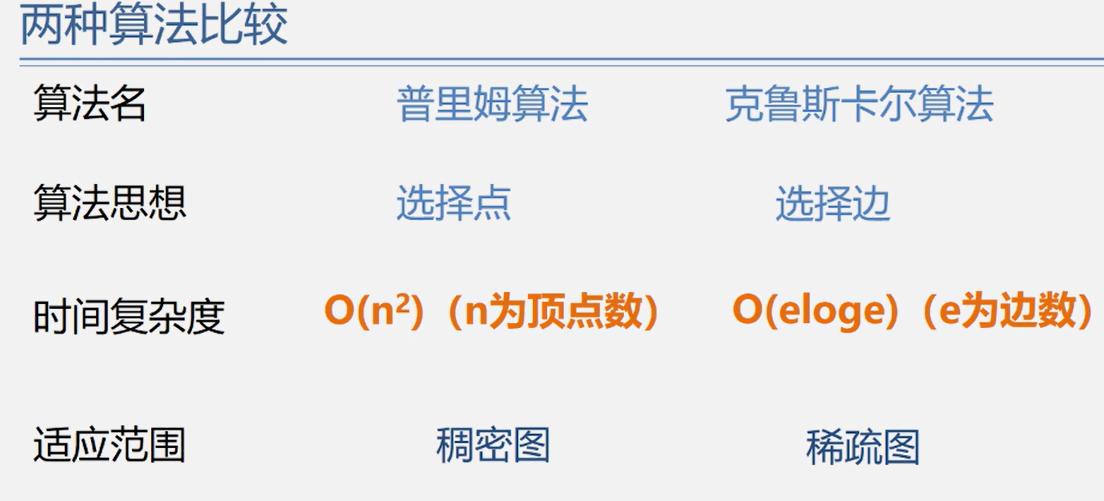 两种算法比较
算法名 普里姆算法 克鲁斯卡尔算法
算法思想 选择点 选择边
时间复杂度 O(n²)（n为顶点数） O(eloge)（e为边数）
适应范围 稠密图 稀疏图